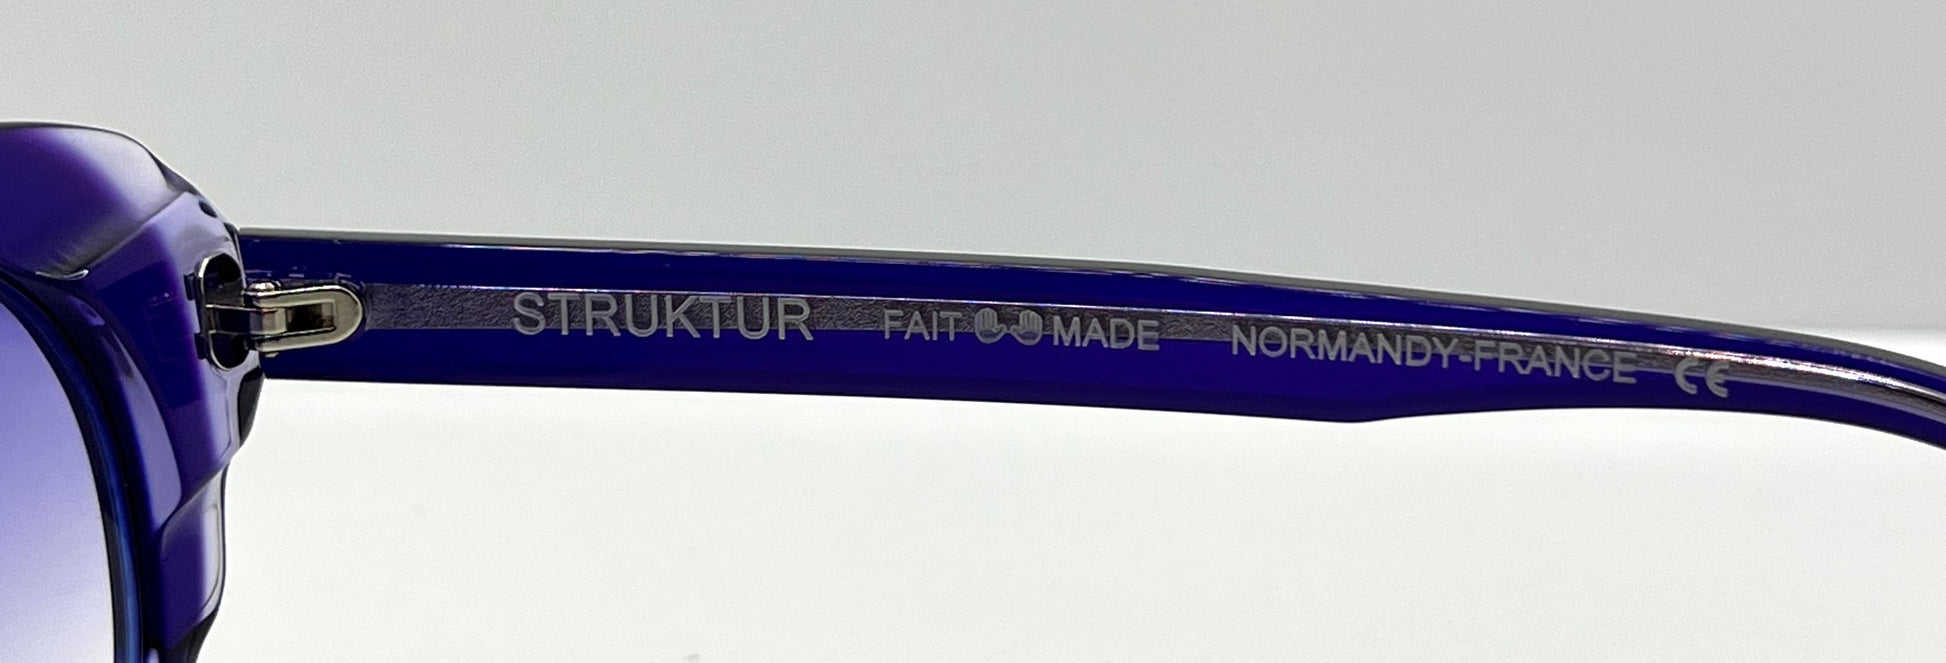 STRUKTUR FAIT MADE NORMANDY-FRANCE CE